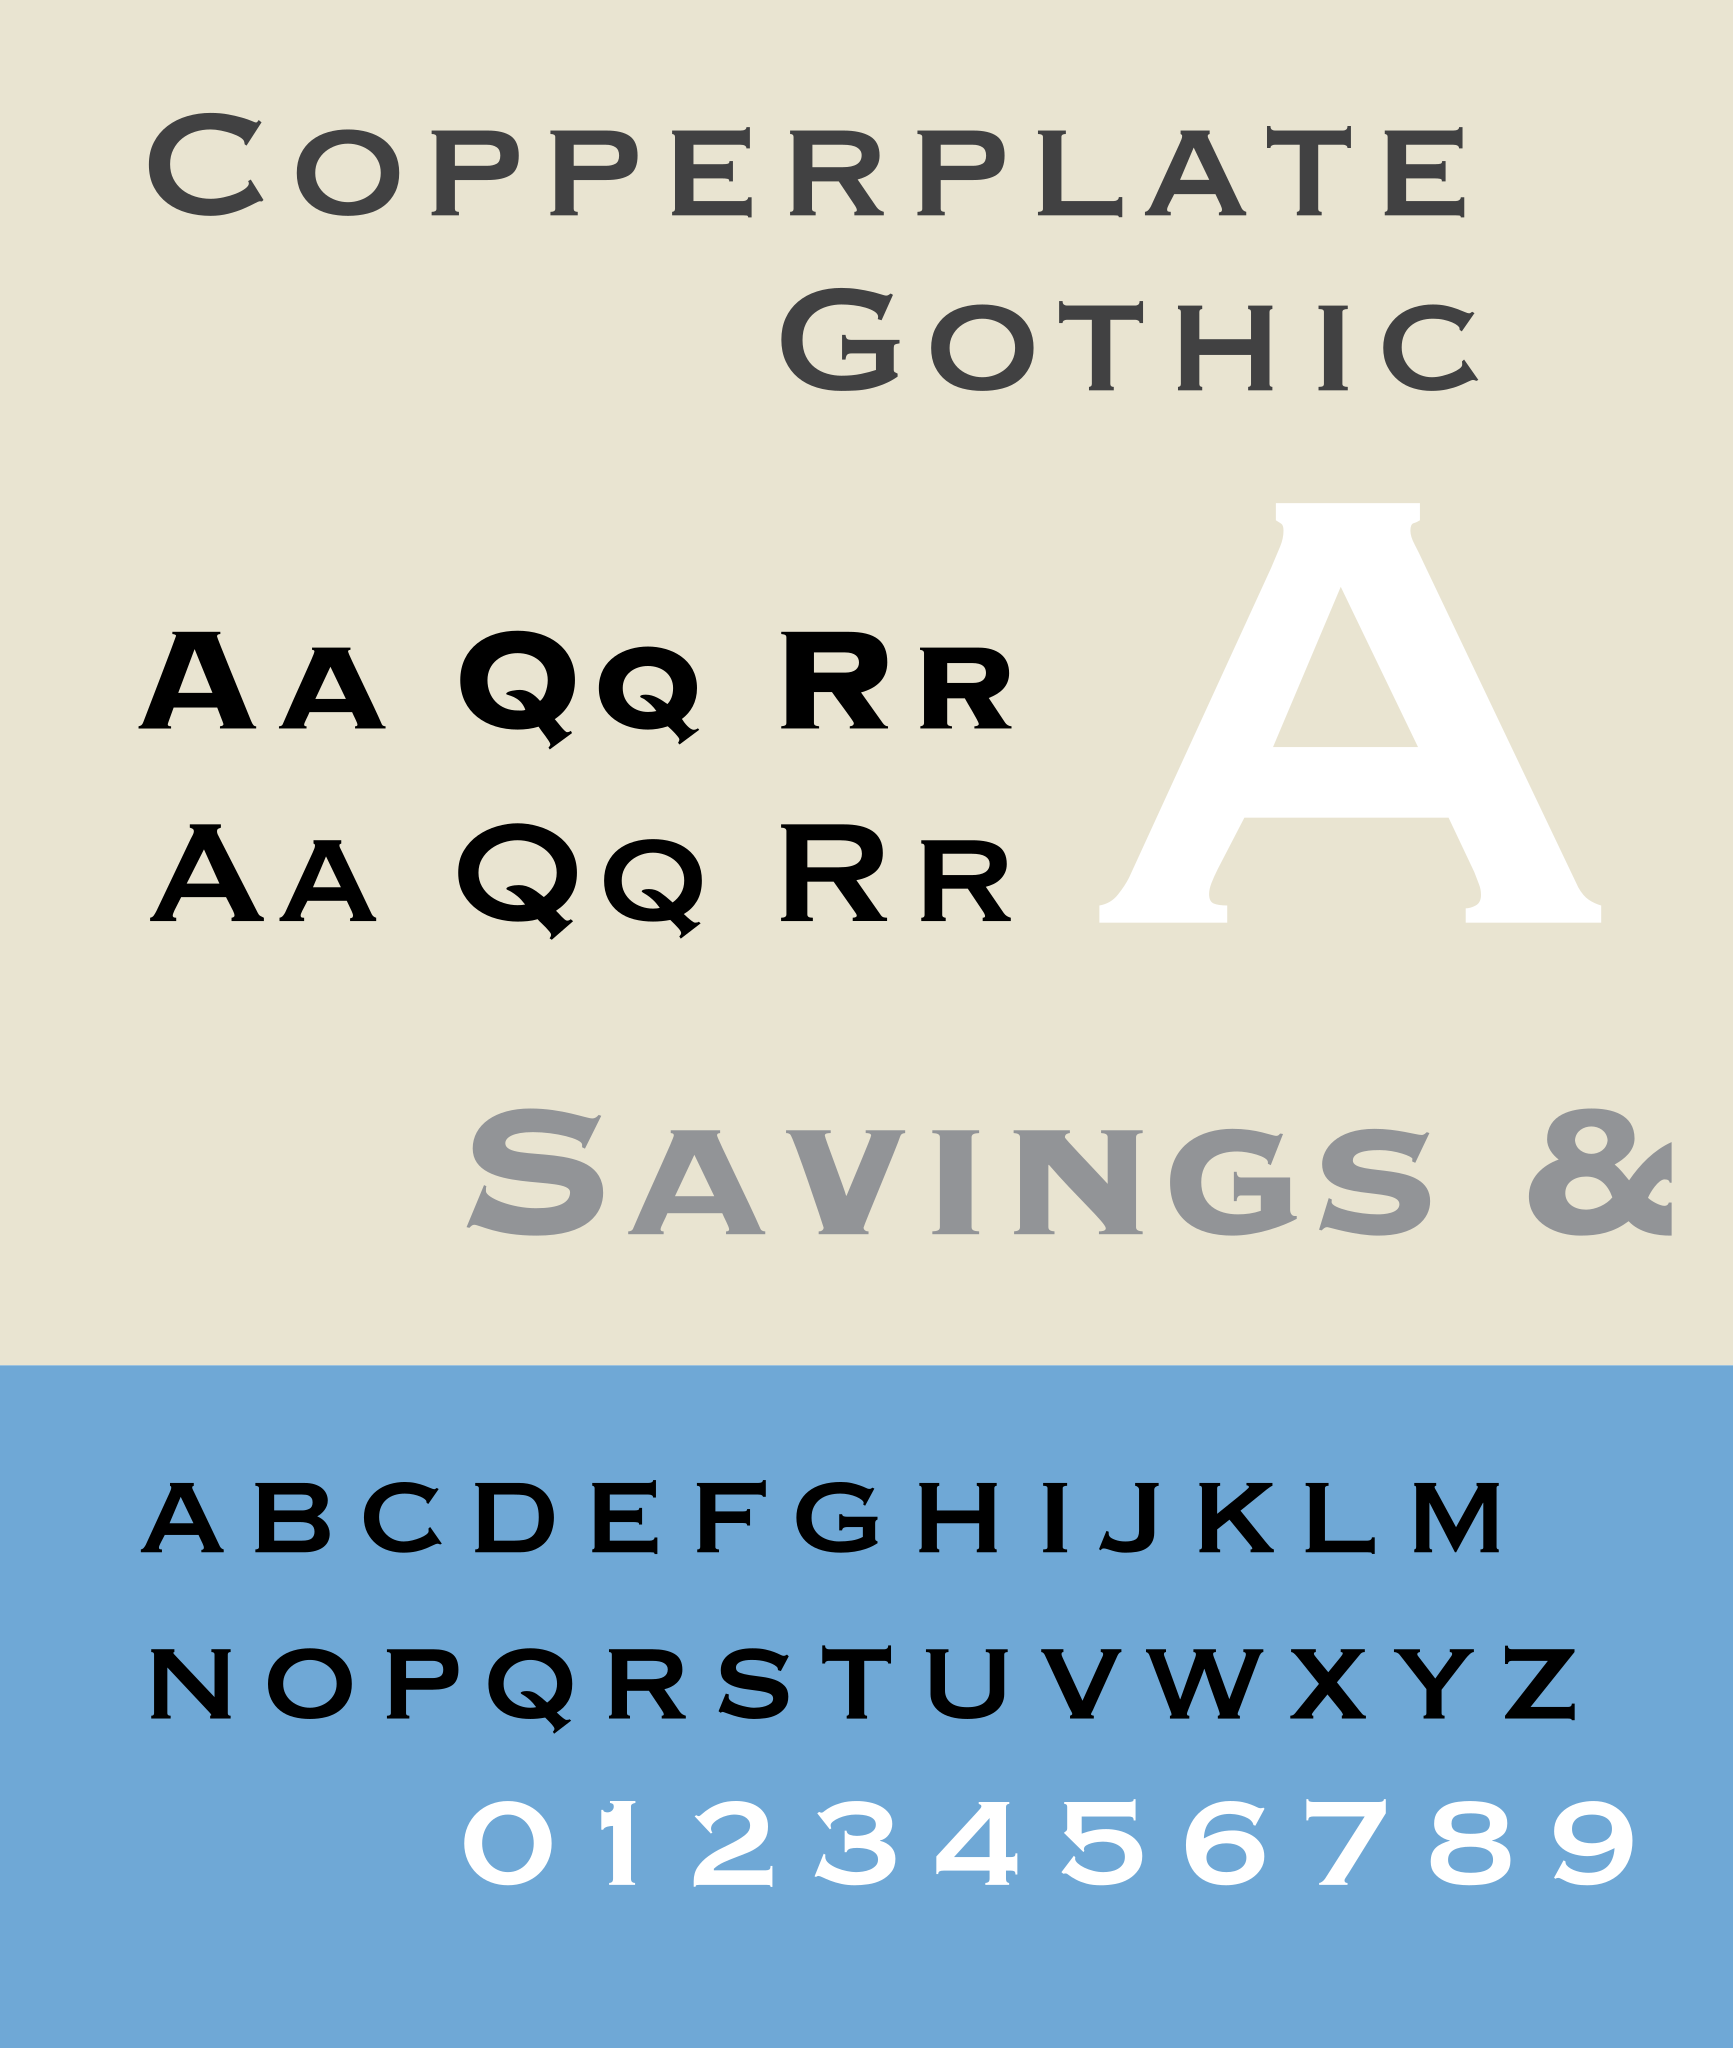 Copperplate
Gothic
Aa Qq Rr
Aa Qq Rr
A
Savings &
ABCDEFGHIJKLM
NOPQRSTUVWXYZ
0123456789